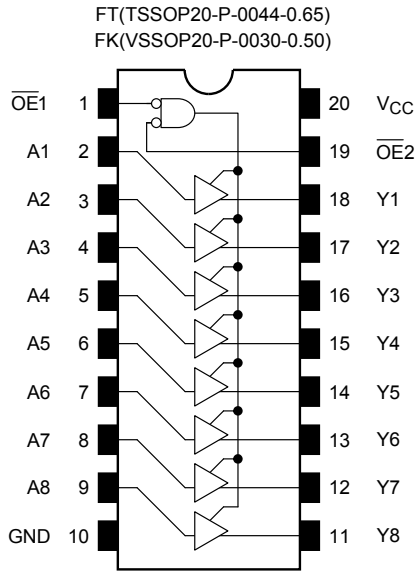 FT(TSSOP20-P-0044-0.65)
FK(VSSOP20-P-0030-0.50)
O̅E̅1 1 20 VCC
A1 2 19 O̅E̅2
A2 3 18 Y1
A3 4 17 Y2
A4 5 16 Y3
A5 6 15 Y4
A6 7 14 Y5
A7 8 13 Y6
A8 9 12 Y7
GND 10 11 Y8